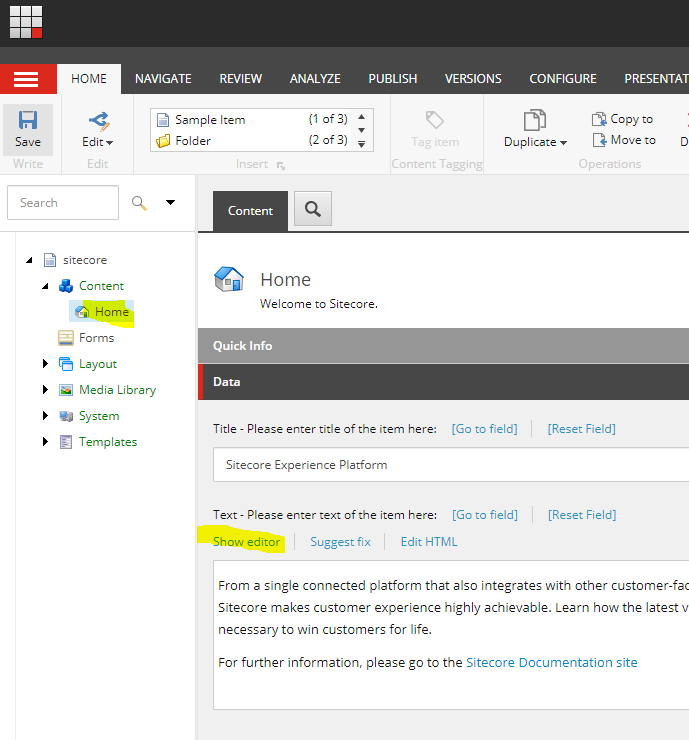 HOME NAVIGATE REVIEW ANALYZE PUBLISH VERSIONS CONFIGURE PRESENTAT
Sample Item (1 of 3)
Folder (2 of 3)
Save Edit Tag item Duplicate Copy to
Move to
D
Write Edit Insert Content Tagging Operations
Search
Content
sitecore
Content
Home
Forms
Layout
Media Library
System
Templates
Home
Welcome to Sitecore.
Quick Info
Data
Title - Please enter title of the item here: [Go to field] [Reset Field]
Sitecore Experience Platform
Text - Please enter text of the item here: [Go to field] [Reset Field]
Show editor Suggest fix Edit HTML
From a single connected platform that also integrates with other customer-fac
Sitecore makes customer experience highly achievable. Learn how the latest v
necessary to win customers for life.
For further information, please go to the Sitecore Documentation site